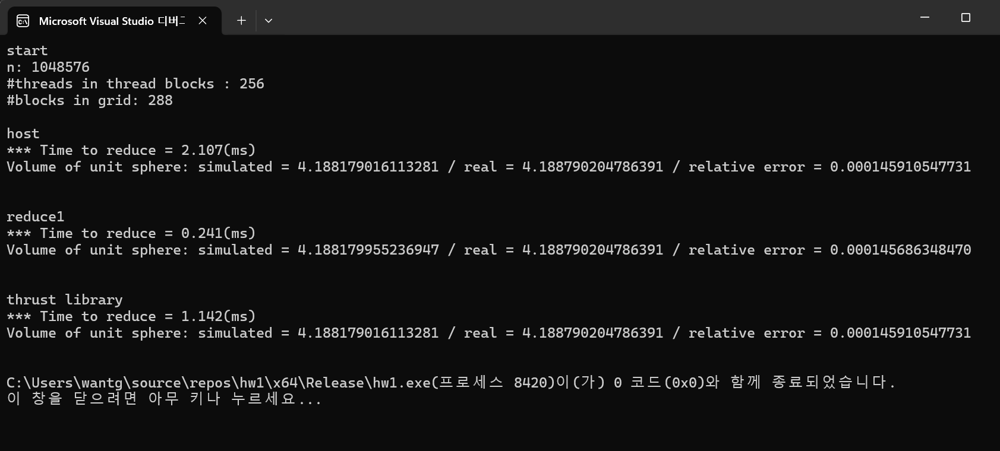 Microsoft Visual Studio 디버그
start
n: 1048576
#threads in thread blocks : 256
#blocks in grid: 288
host
*** Time to reduce = 2.107(ms)
Volume of unit sphere: simulated = 4.188179016113281 / real = 4.188790204786391 / relative error = 0.000145910547731
reduce1
*** Time to reduce = 0.241(ms)
Volume of unit sphere: simulated = 4.188179955236947 / real = 4.188790204786391 / relative error = 0.000145686348470
thrust library
*** Time to reduce = 1.142(ms)
Volume of unit sphere: simulated = 4.188179016113281 / real = 4.188790204786391 / relative error = 0.000145910547731
C:\Users\wantg\source\repos\hw1\x64\Release\hw1.exe(프로세스 8420)이(가) 0 코드(0x0)와 함께 종료되었습니다.
이 창을 닫으려면 아무 키나 누르세요...